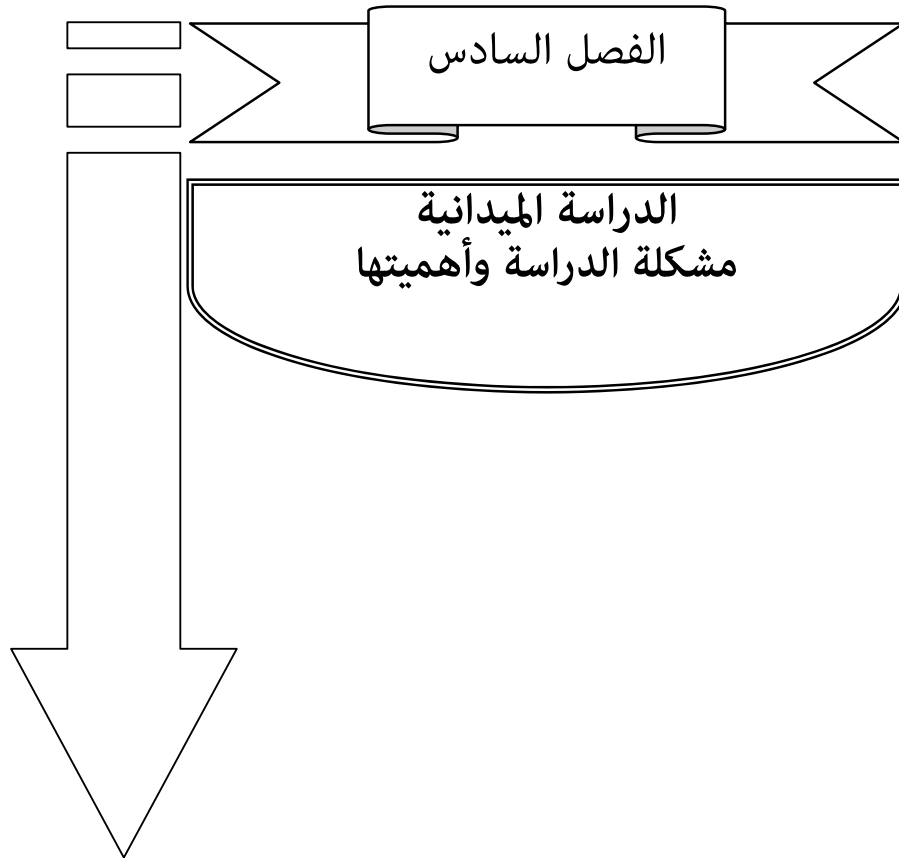 الفصل السادس
الدراسة الميدانية
مشكلة الدراسة وأهميتها